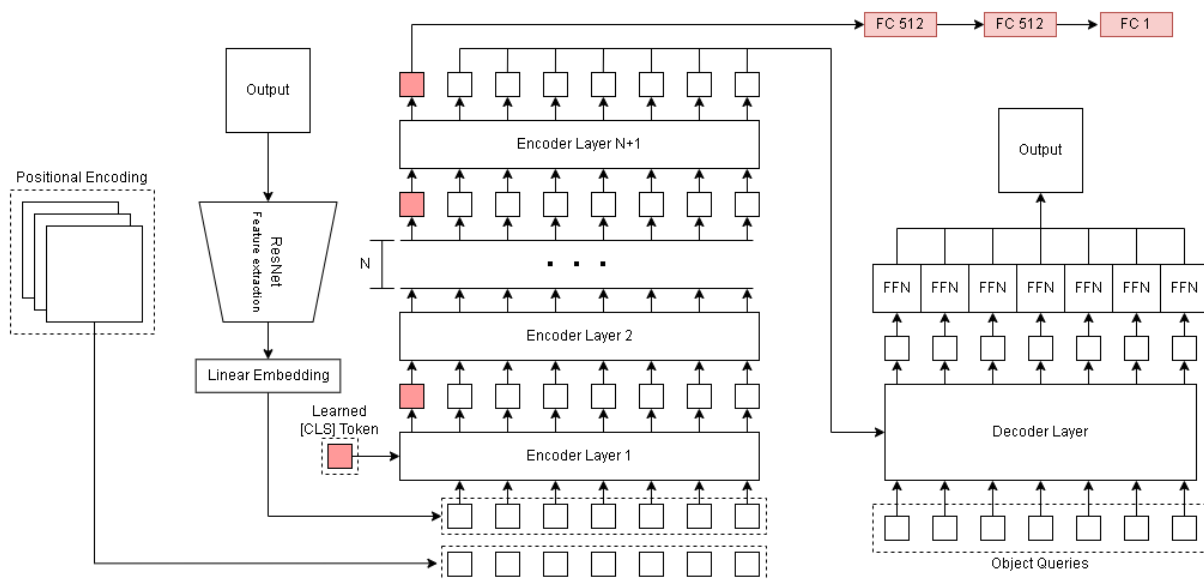 FC 512
FC 512
FC 1
Output
Encoder Layer N+1
Output
Positional Encoding
ResNet
Feature extraction
N
. . .
FFN
FFN
FFN
FFN
FFN
FFN
FFN
Encoder Layer 2
Linear Embedding
Learned
[CLS] Token
Encoder Layer 1
Decoder Layer
Object Queries